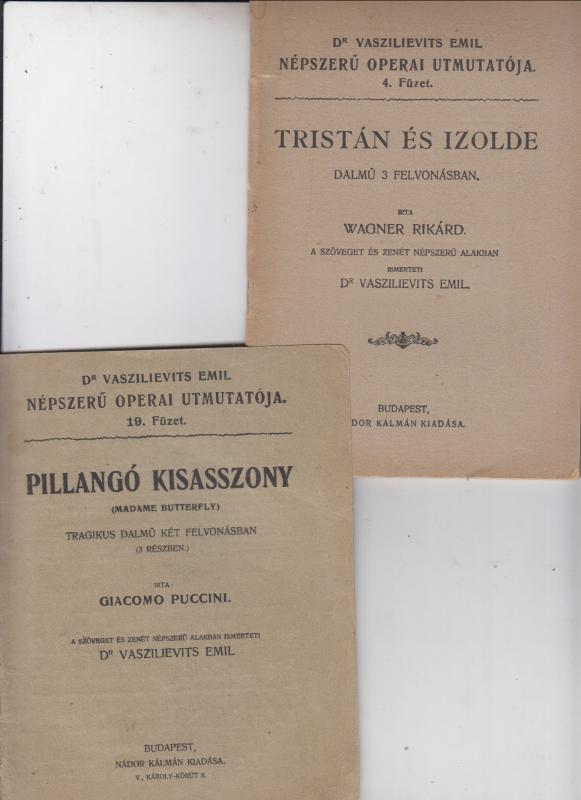 DR VASZILIEVITS EMIL
NÉPSZERŰ OPERAI UTMUTATÓJA.
4. Füzet.
TRISTÁN ÉS IZOLDE
DALMŰ 3 FELVONÁSBAN.
IRTA
WAGNER RIKÁRD.
A SZÖVEGET ÉS ZENÉT NÉPSZERŰ ALAKBAN
ISMERTETI
DR VASZILIEVITS EMIL.
BUDAPEST,
DOR KÁLMÁN KIADÁSA.
DR VASZILIEVITS EMIL
NÉPSZERŰ OPERAI UTMUTATÓJA.
19. Füzet.
PILLANGÓ KISASSZONY
(MADAME BUTTERFLY)
TRAGIKUS DALMŰ KÉT FELVONÁSBAN
(3 RÉSZBEN.)
IRTA:
GIACOMO PUCCINI.
A SZÖVEGET ÉS ZENÉT NÉPSZERŰ ALAKBAN ISMERTETI
DR VASZILIEVITS EMIL
BUDAPEST,
NÁDOR KÁLMÁN KIADÁSA.
V., KÁROLY-KÖRÚT 8.